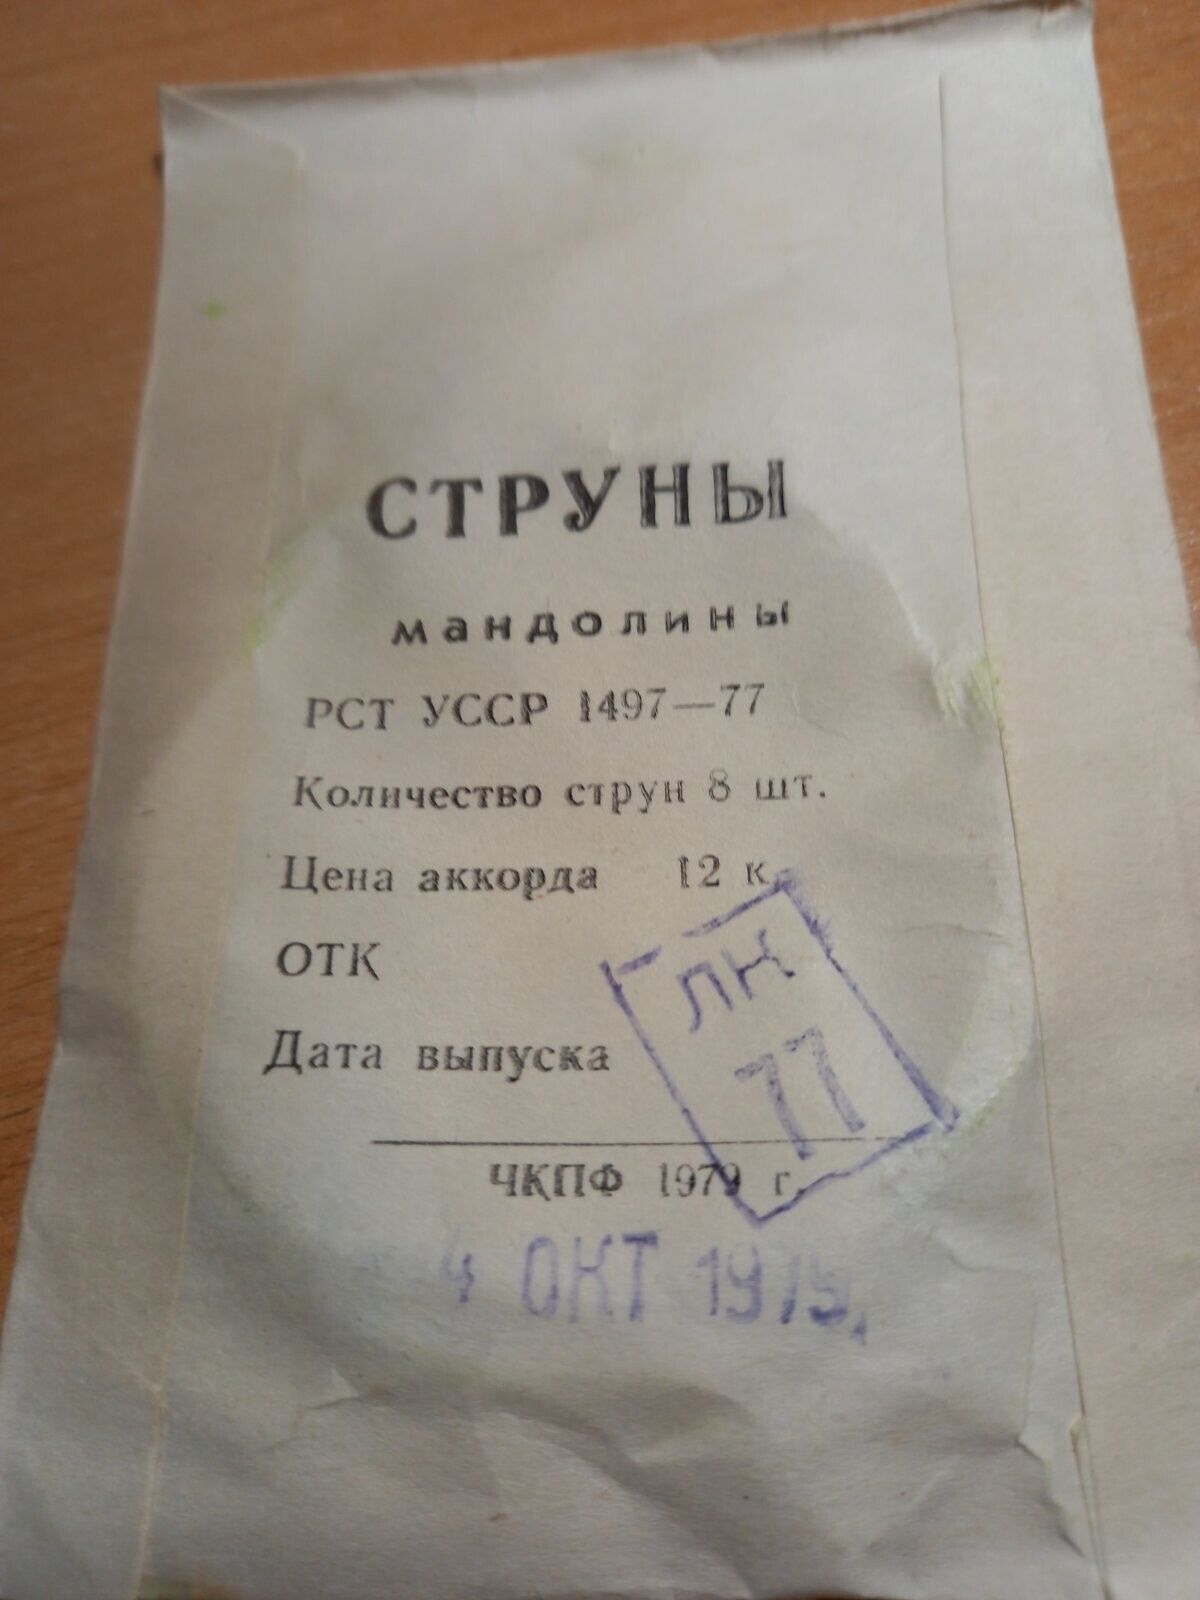 СТРУНЫ
мандолины
РСТ УССР 1497—77
Количество струн 8 шт.
Цена аккорда 12 к.
ОТК
ЛК
77
Дата выпуска
ЧКПФ 1979 г.
4 ОКТ 1979